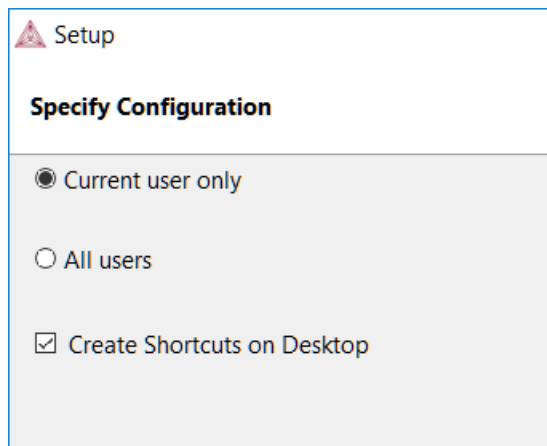 Setup
Specify Configuration
Current user only
All users
Create Shortcuts on Desktop